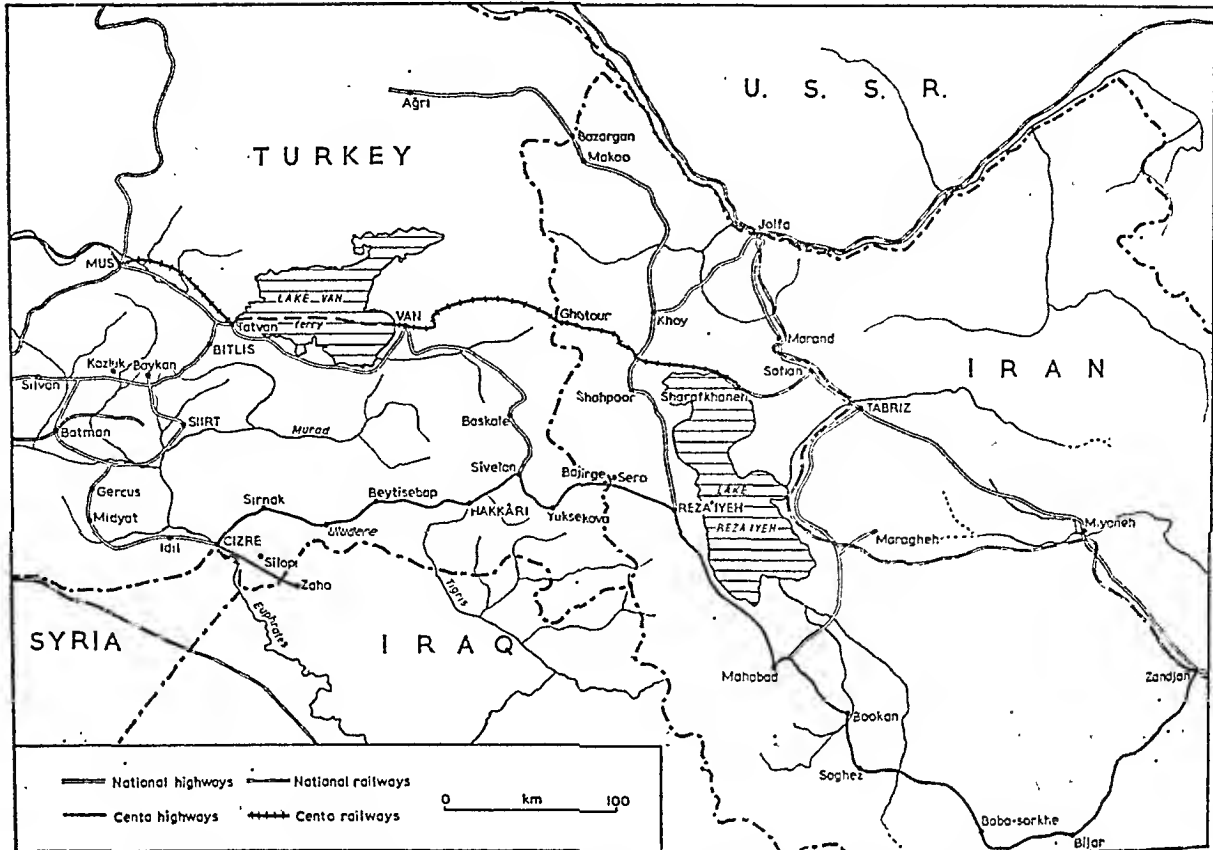 U. S. S. R.
Ağri
Bazargan
Makoo
TURKEY
Jolfa
MUS
LAKE VAN
VAN
Ghotour
Khoy
Tatvan
Ferry
Marand
BITLIS
Sofian
IRAN
Kozluk
Baykan
Silvan
Shahpoor
Sharafkhaneh
TABRIZ
SIIRT
Baskale
Batman
Murad
Sivelan
Bajirge
Sero
LAKE
REZA'IYEH
Gercus
Sirnak
Beytisebap
HAKKÂRI
Yuksekova
REZA'IYEH
Midyat
Uludere
M.yaneh
Idil
CIZRE
Maragheh
Silopi
Zaho
Tigris
Euphrates
SYRIA
IRAQ
Mahabad
Zandjan
Bookan
Saghez
Baba-sorkhe
Bijar
National highways
National railways
Cento highways
Cento railways
0 km 100